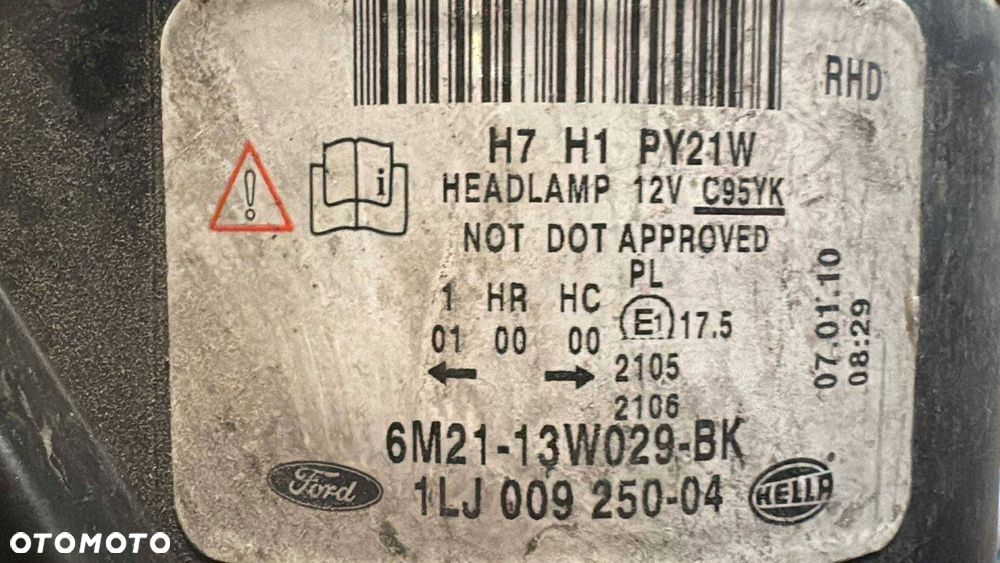 RHD
H7 H1 PY21W
HEADLAMP 12V C95YK
NOT DOT APPROVED
PL
1 HR HC
E1 17.5
01 00 00
2105
2106
07.01.10
08:29
6M21-13W029-BK
Ford
1LJ 009 250-04
HELLA
i
OTOMOTO